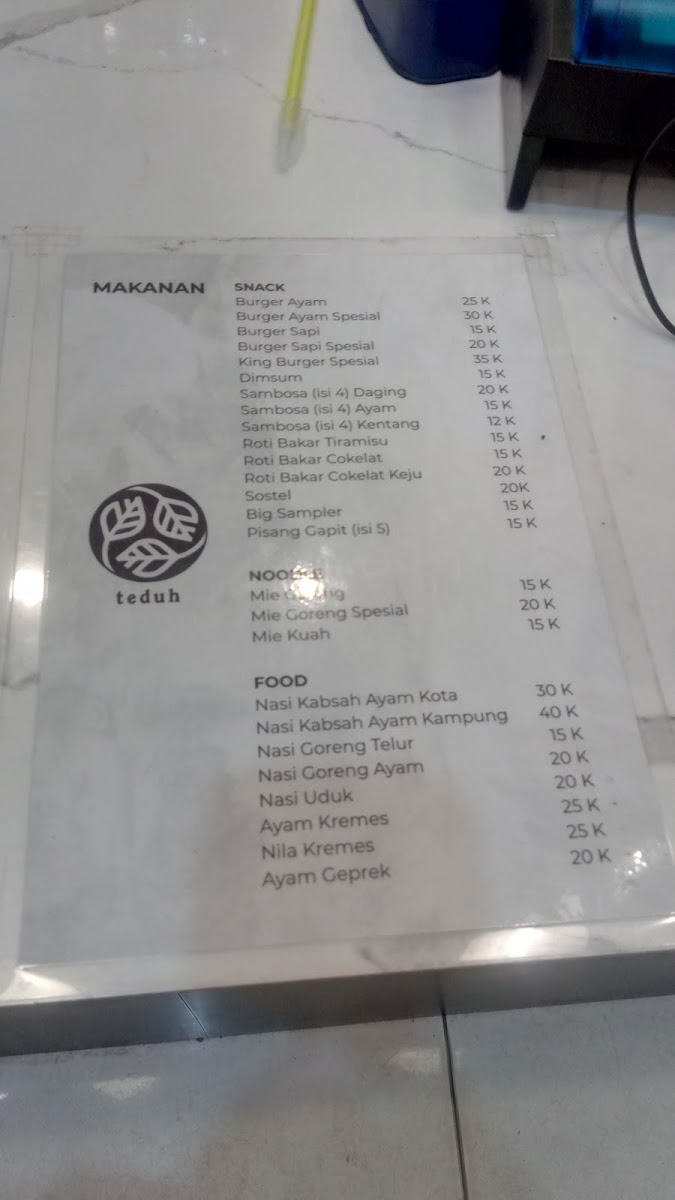 MAKANAN
SNACK
Burger Ayam 25 K
Burger Ayam Spesial 30 K
Burger Sapi 15 K
Burger Sapi Spesial 20 K
King Burger Spesial 35 K
Dimsum 15 K
Sambosa (isi 4) Daging 20 K
Sambosa (isi 4) Ayam 15 K
Sambosa (isi 4) Kentang 12 K
Roti Bakar Tiramisu 15 K
Roti Bakar Cokelat 15 K
Roti Bakar Cokelat Keju 20 K
Sostel 20K
Big Sampler 15 K
Pisang Gapit (isi 5) 15 K
teduh
NOODLE
Mie Goreng 15 K
Mie Goreng Spesial 20 K
Mie Kuah 15 K
FOOD
Nasi Kabsah Ayam Kota 30 K
Nasi Kabsah Ayam Kampung 40 K
Nasi Goreng Telur 15 K
Nasi Goreng Ayam 20 K
Nasi Uduk 20 K
Ayam Kremes 25 K
Nila Kremes 25 K
Ayam Geprek 20 K